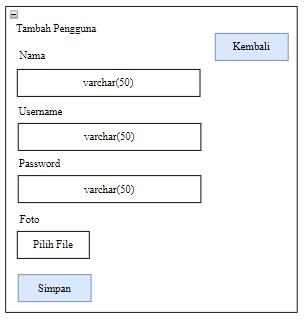 Tambah Pengguna
Kembali
Nama
varchar(50)
Username
varchar(50)
Password
varchar(50)
Foto
Pilih File
Simpan